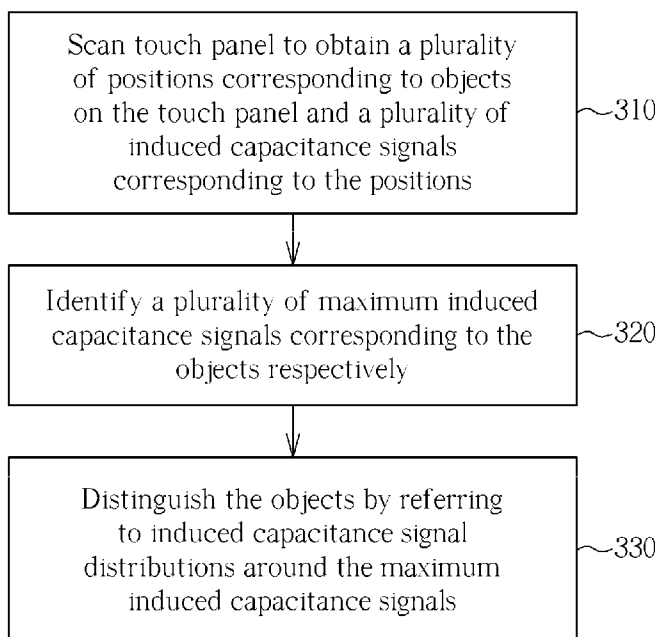 Scan touch panel to obtain a plurality
of positions corresponding to objects
on the touch panel and a plurality of
induced capacitance signals
corresponding to the positions
310
Identify a plurality of maximum induced
capacitance signals corresponding to the
objects respectively
320
Distinguish the objects by referring
to induced capacitance signal
distributions around the maximum
induced capacitance signals
330